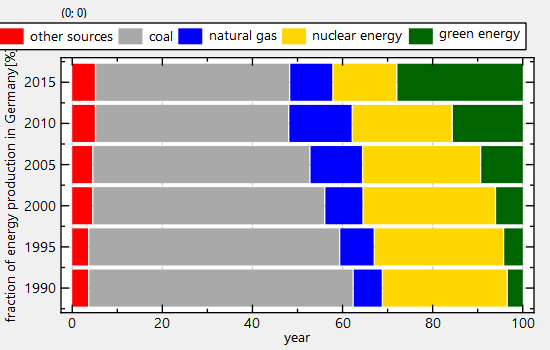 (0; 0)
other sources coal natural gas nuclear energy green energy
fraction of energy production in Germany[%]
2015
2010
2005
2000
1995
1990
0 20 40 60 80 100
year